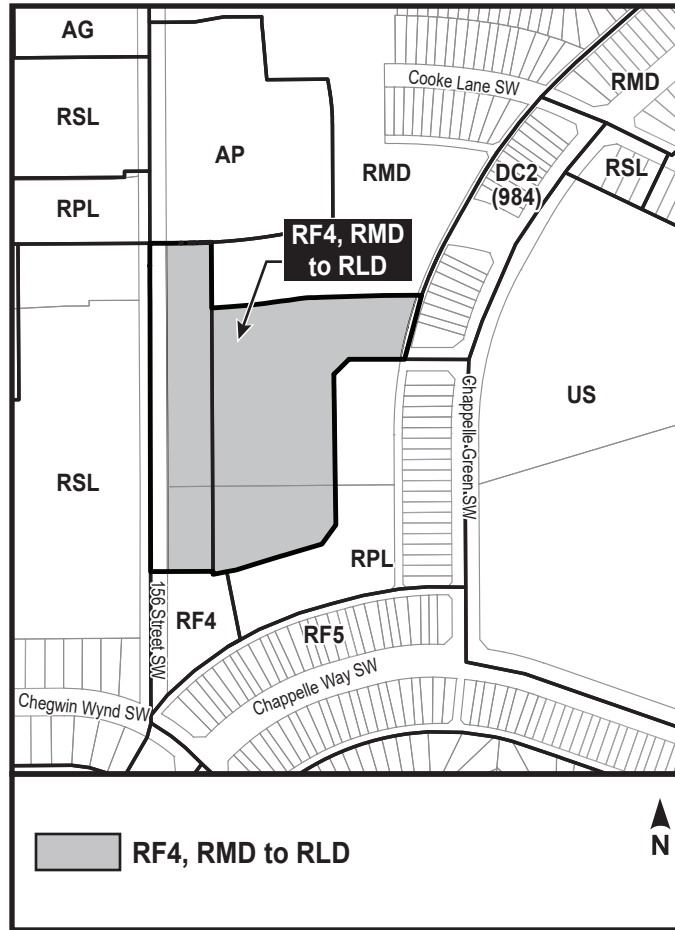 AG
Cooke Lane SW
RMD
RSL
AP
RMD
DC2
(984)
RSL
RPL
RF4, RMD
to RLD
US
Chappelle Green SW
RSL
RPL
156 Street SW
RF4
RF5
Chappelle Way SW
Chegwin Wynd SW
RF4, RMD to RLD
N